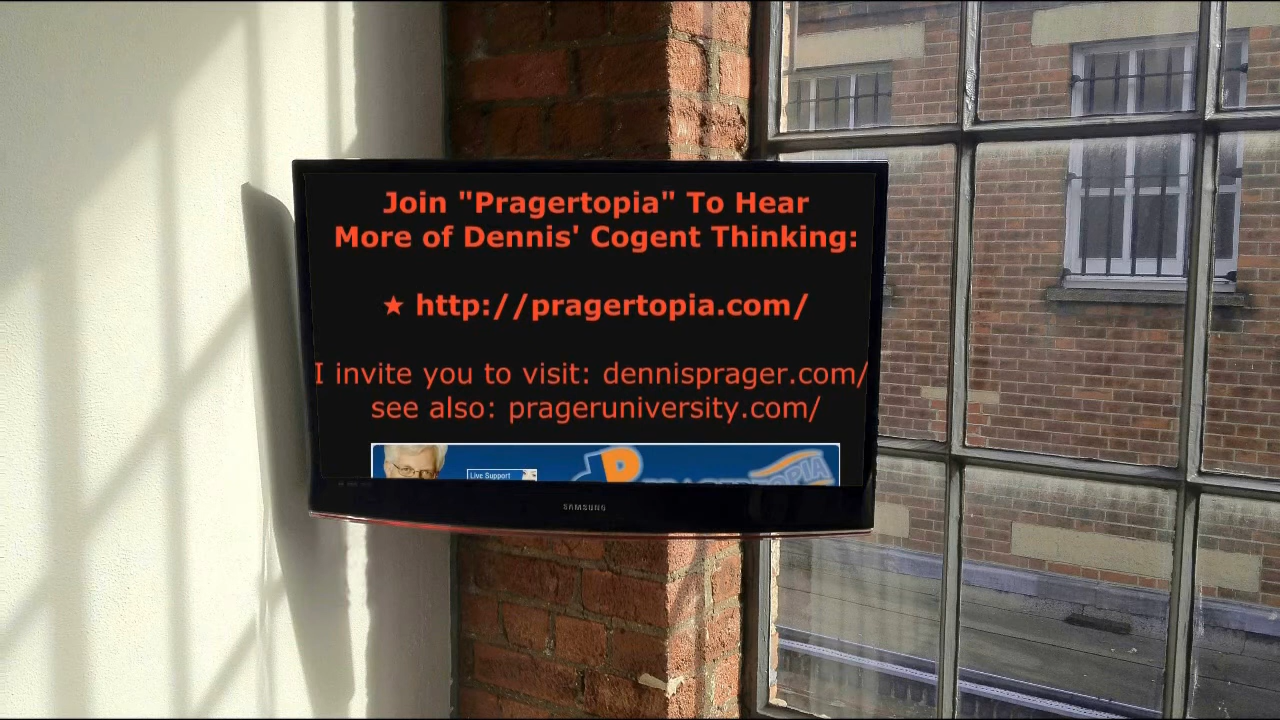 Join "Pragertopia" To Hear
More of Dennis' Cogent Thinking:
★ http://pragertopia.com/
I invite you to visit: dennisprager.com/
see also: prageruniversity.com/
Live Support
PRAGERTOPIA
SAMSUNG